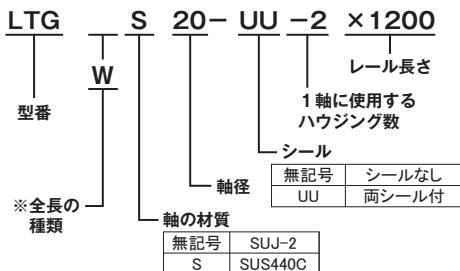 LTG S 20- UU -2 ×1200
W
レール長さ
型番
1軸に使用する
ハウジング数
シール
無記号 シールなし
UU 両シール付
軸径
※全長の
種類
軸の材質
無記号 SUJ-2
S SUS440C